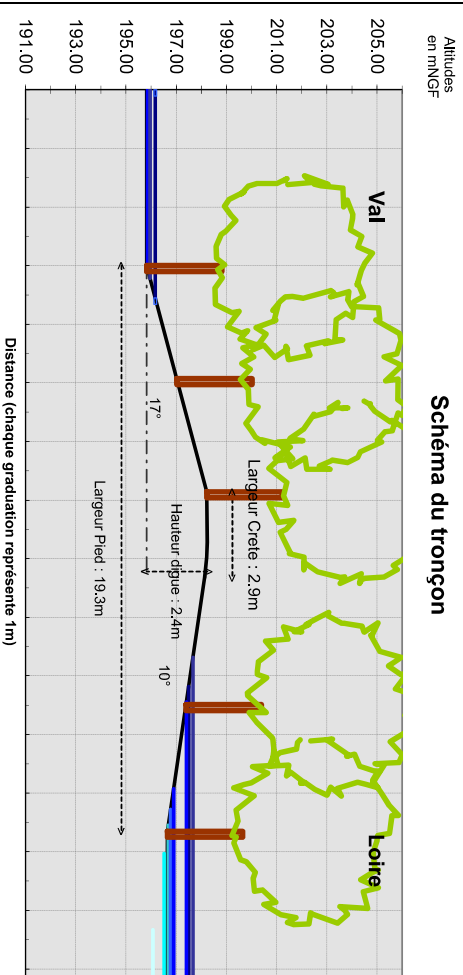 Schéma du tronçon
Altitudes
en mNGF
205.00
203.00
201.00
199.00
197.00
195.00
193.00
191.00
Val
Loire
Largeur Crete : 2.9m
Hauteur digue : 2.4m
17°
10°
Largeur Pied : 19.3m
Distance (chaque graduation représente 1m)